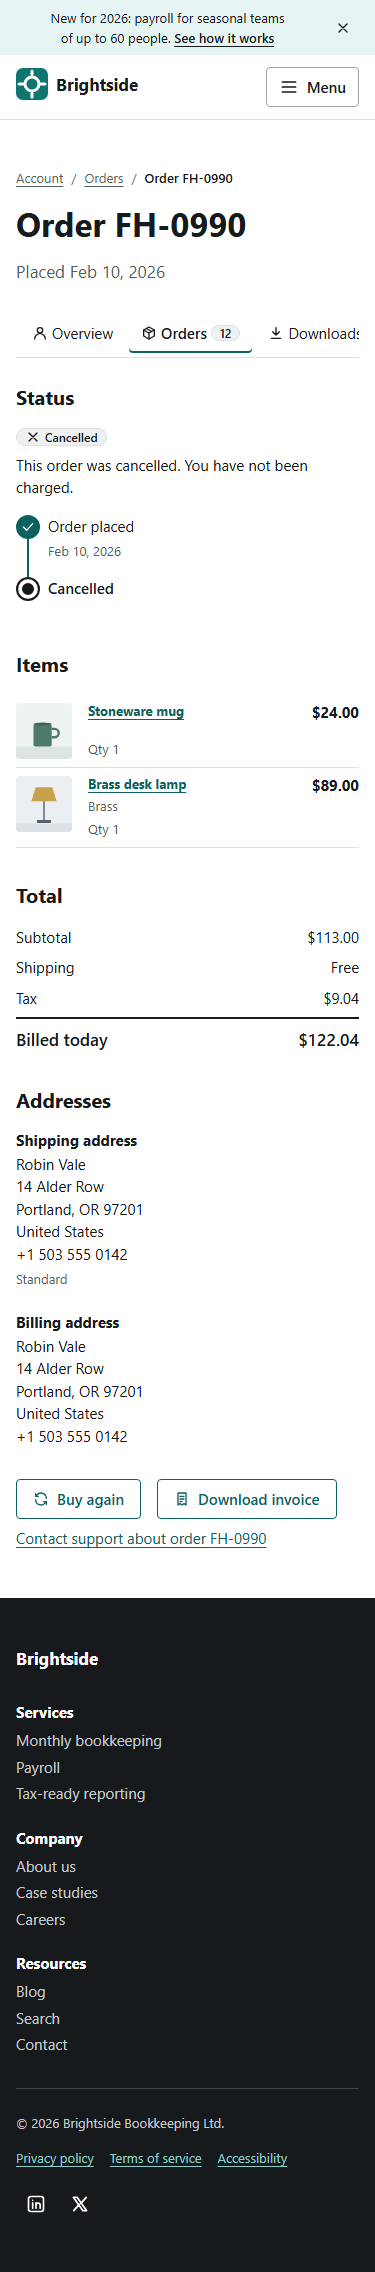 New for 2026: payroll for seasonal teams
of up to 60 people. See how it works
Brightside
Menu
Account / Orders / Order FH-0990
Order FH-0990
Placed Feb 10, 2026
Overview
Orders 12
Downloads
Status
Cancelled
This order was cancelled. You have not been
charged.
Order placed
Feb 10, 2026
Cancelled
Items
Stoneware mug $24.00
Qty 1
Brass desk lamp $89.00
Brass
Qty 1
Total
Subtotal $113.00
Shipping Free
Tax $9.04
Billed today $122.04
Addresses
Shipping address
Robin Vale
14 Alder Row
Portland, OR 97201
United States
+1 503 555 0142
Standard
Billing address
Robin Vale
14 Alder Row
Portland, OR 97201
United States
+1 503 555 0142
Buy again
Download invoice
Contact support about order FH-0990
Brightside
Services
Monthly bookkeeping
Payroll
Tax-ready reporting
Company
About us
Case studies
Careers
Resources
Blog
Search
Contact
© 2026 Brightside Bookkeeping Ltd.
Privacy policy Terms of service Accessibility